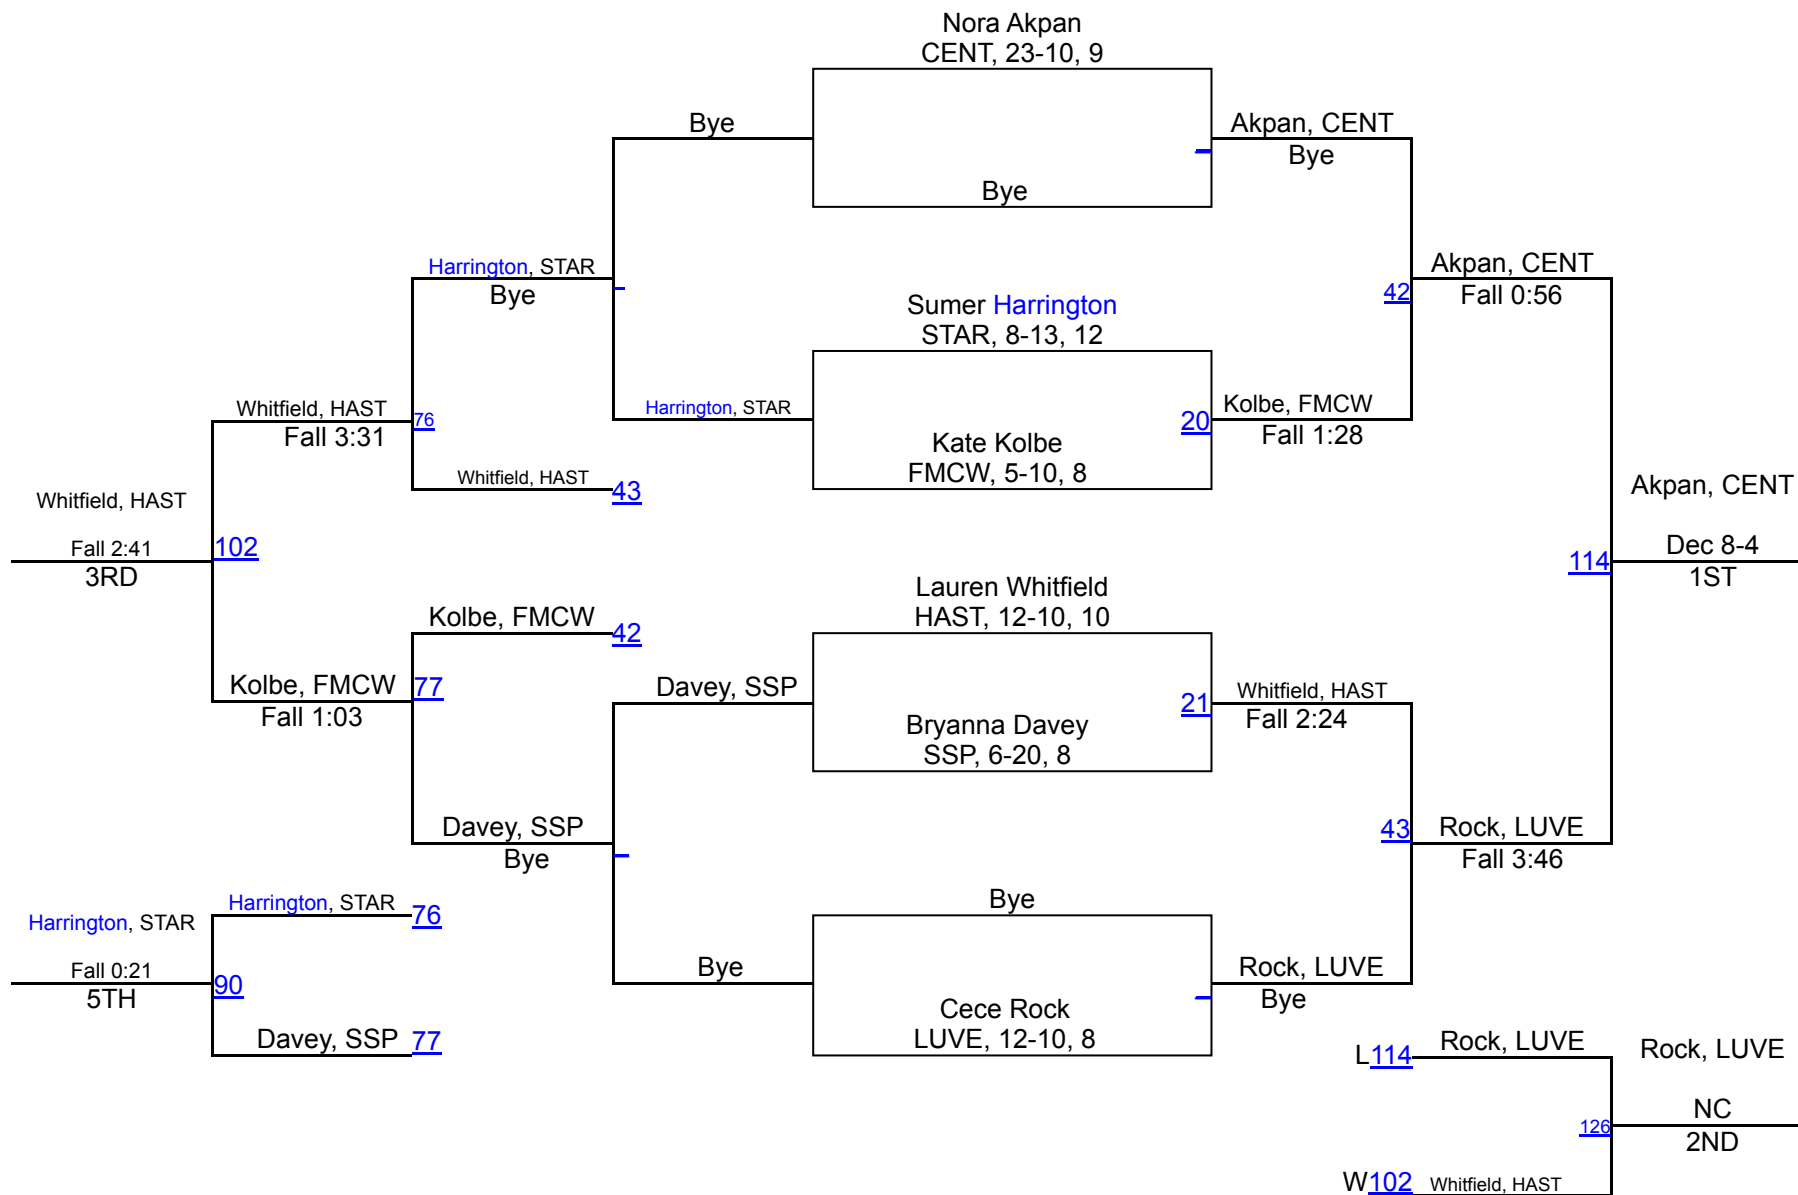 Nora Akpan
CENT, 23-10, 9
Bye
Akpan, CENT
Bye
Bye
Harrington, STAR
Bye
Akpan, CENT
42
Fall 0:56
Sumer Harrington
STAR, 8-13, 12
Whitfield, HAST
76
Fall 3:31
Harrington, STAR
20
Kolbe, FMCW
Fall 1:28
Kate Kolbe
FMCW, 5-10, 8
Whitfield, HAST
43
Whitfield, HAST
Fall 2:41
102
3RD
Akpan, CENT
114
Dec 8-4
1ST
Lauren Whitfield
HAST, 12-10, 10
Kolbe, FMCW
42
Kolbe, FMCW
77
Fall 1:03
Davey, SSP
21
Whitfield, HAST
Fall 2:24
Bryanna Davey
SSP, 6-20, 8
Davey, SSP
Bye
43
Rock, LUVE
Fall 3:46
Harrington, STAR
76
Harrington, STAR
Fall 0:21
90
5TH
Davey, SSP
77
Bye
Bye
Rock, LUVE
Bye
Cece Rock
LUVE, 12-10, 8
L114
Rock, LUVE
Rock, LUVE
126
NC
2ND
W102
Whitfield, HAST